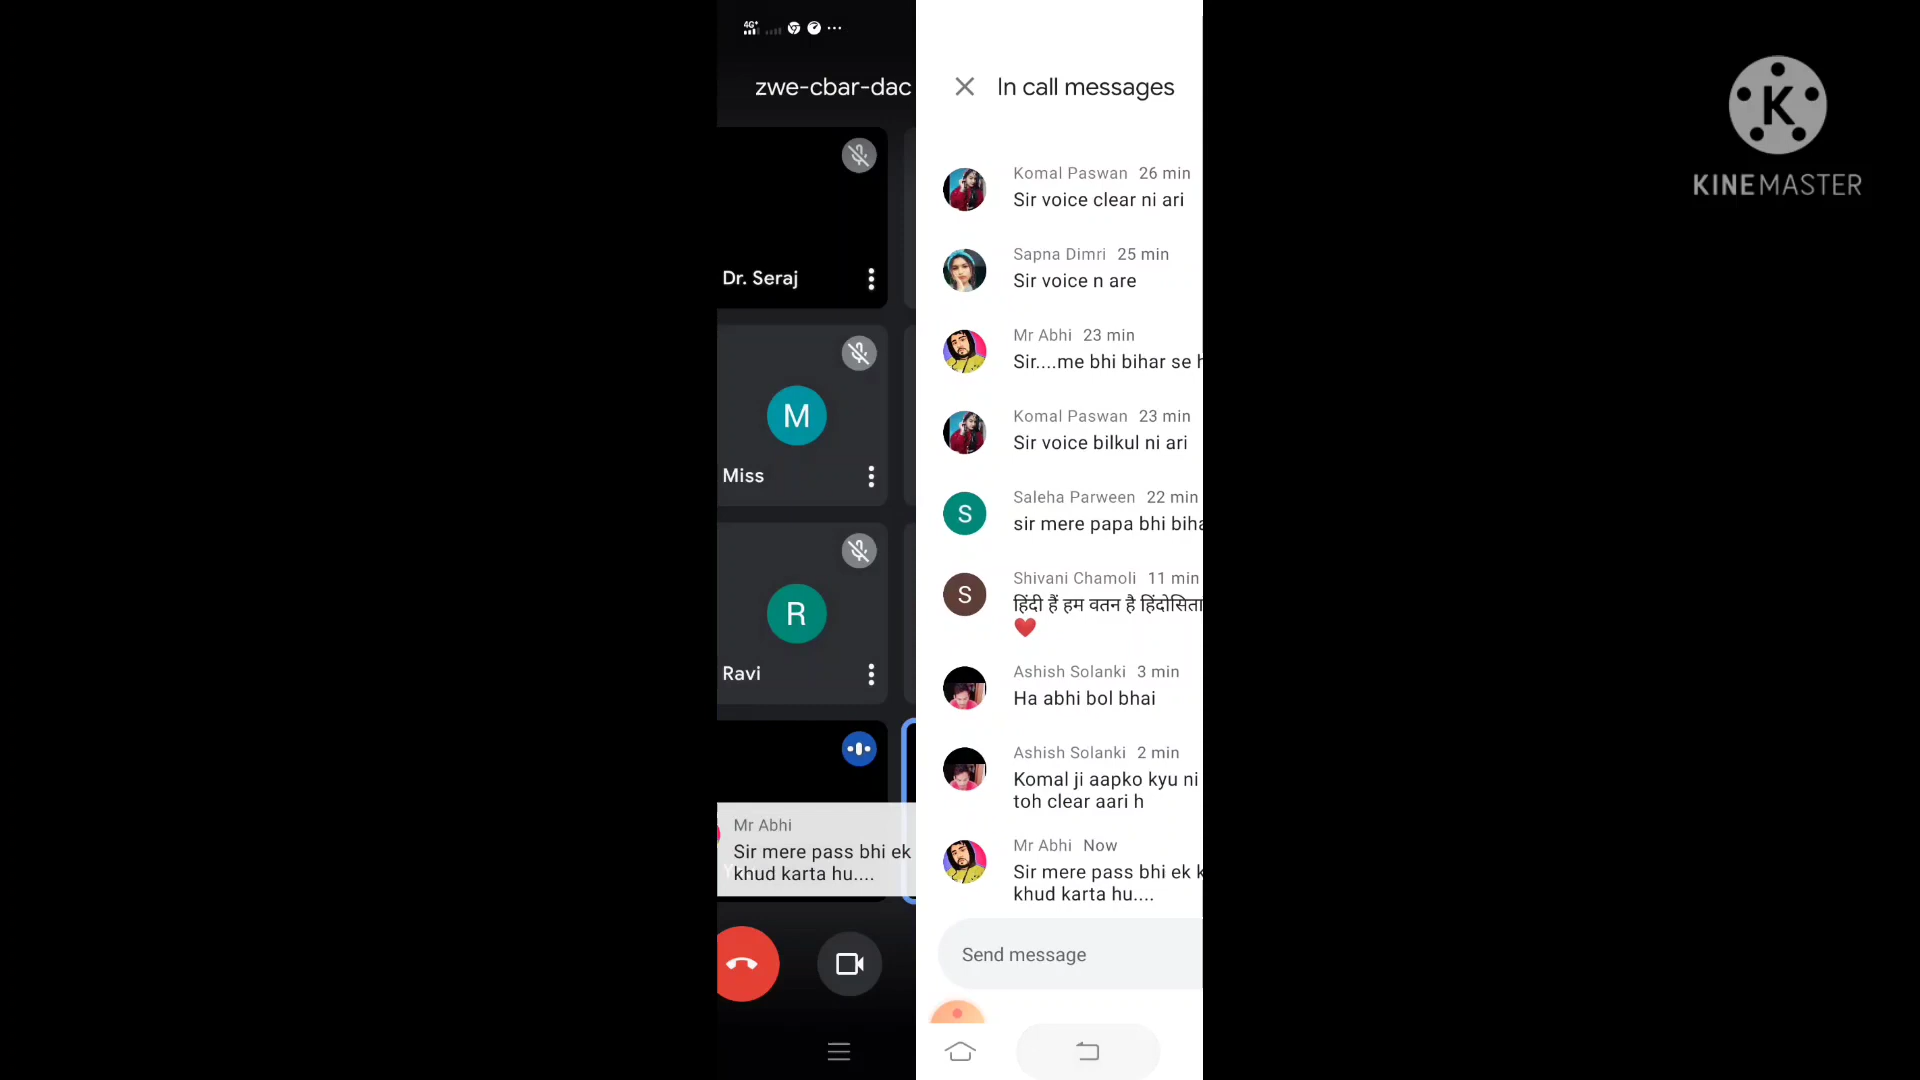 4G+
zwe-cbar-dac
Dr. Seraj
M
Miss
R
Ravi
Mr Abhi
Sir mere pass bhi ek
khud karta hu....
In call messages
Komal Paswan 26 min
Sir voice clear ni ari
Sapna Dimri 25 min
Sir voice n are
Mr Abhi 23 min
Sir....me bhi bihar se
Komal Paswan 23 min
Sir voice bilkul ni ari
S
Saleha Parween 22 min
sir mere papa bhi
S
Shivani Chamoli 11 min
हिंदी हैं हम वतन है
❤️
Ashish Solanki 3 min
Ha abhi bol bhai
Ashish Solanki 2 min
Komal ji aapko kyu ni
toh clear aari h
Mr Abhi Now
Sir mere pass bhi ek
khud karta hu....
Send message
K
KINEMASTER